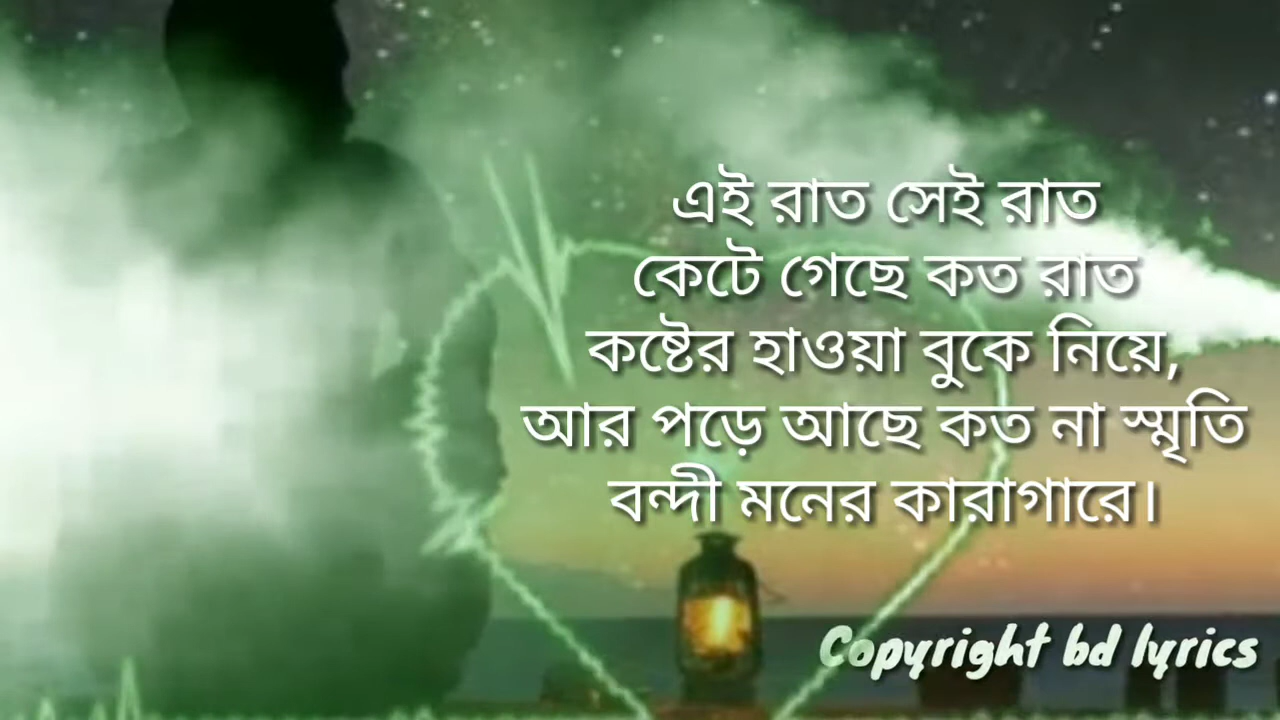 এই রাত সেই রাত
কেটে গেছে কত রাত
কষ্টের হাওয়া বুকে নিয়ে,
আর পড়ে আছে কত না স্মৃতি
বন্দী মনের কারাগারে।
Copyright bd lyrics